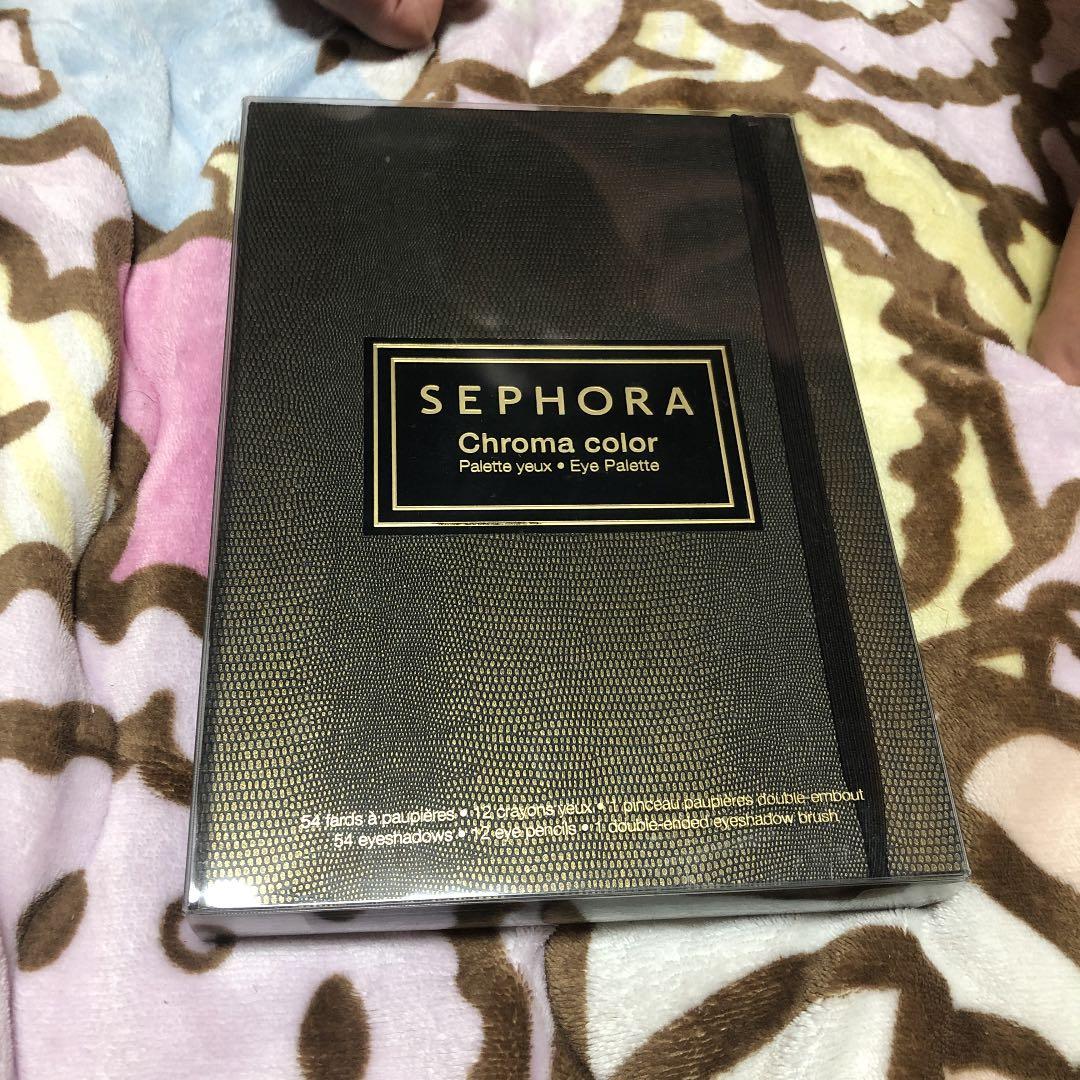 SEPHORA
Chroma color
Palette yeux • Eye Palette
54 fards à paupières • 12 crayons yeux • 1 pinceau paupières double-embout
54 eyeshadows • 12 eye pencils • 1 double-ended eyeshadow brush